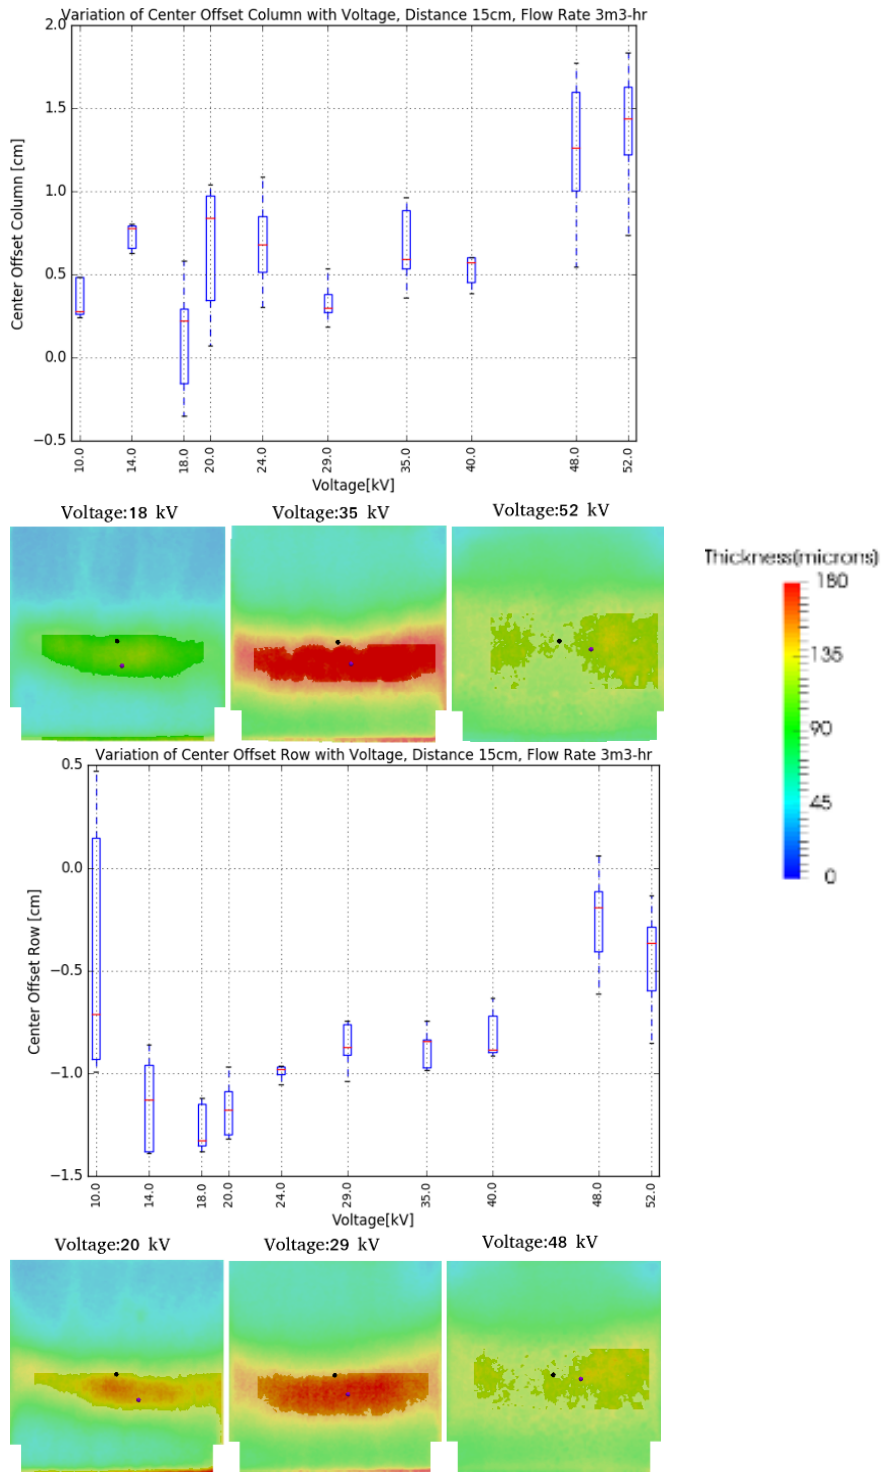 Variation of Center Offset Column with Voltage, Distance 15cm, Flow Rate 3m3-hr
2.0
1.5
1.0
0.5
0.0
−0.5
Center Offset Column [cm]
10.0 14.0 18.0 20.0 24.0 29.0 35.0 40.0 48.0 52.0
Voltage[kV]
Voltage:18 kV Voltage:35 kV Voltage:52 kV
Thickness(microns)
180
135
90
45
0
Variation of Center Offset Row with Voltage, Distance 15cm, Flow Rate 3m3-hr
0.5
0.0
−0.5
−1.0
−1.5
Center Offset Row [cm]
10.0 14.0 18.0 20.0 24.0 29.0 35.0 40.0 48.0 52.0
Voltage[kV]
Voltage:20 kV Voltage:29 kV Voltage:48 kV